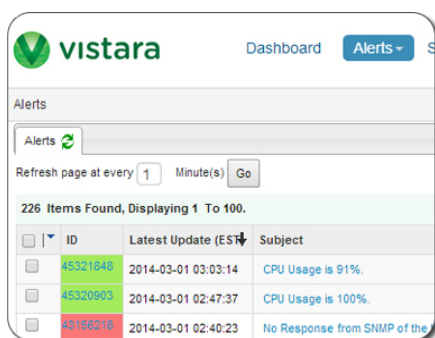 vistara
Dashboard Alerts
Alerts
Alerts
Refresh page at every 1 Minute(s) Go
226 Items Found, Displaying 1 To 100.
ID Latest Update (EST Subject
45321848 2014-03-01 03:03:14 CPU Usage is 91%.
45320903 2014-03-01 02:47:37 CPU Usage is 100%.
43156216 2014-03-01 02:40:23 No Response from SNMP of the